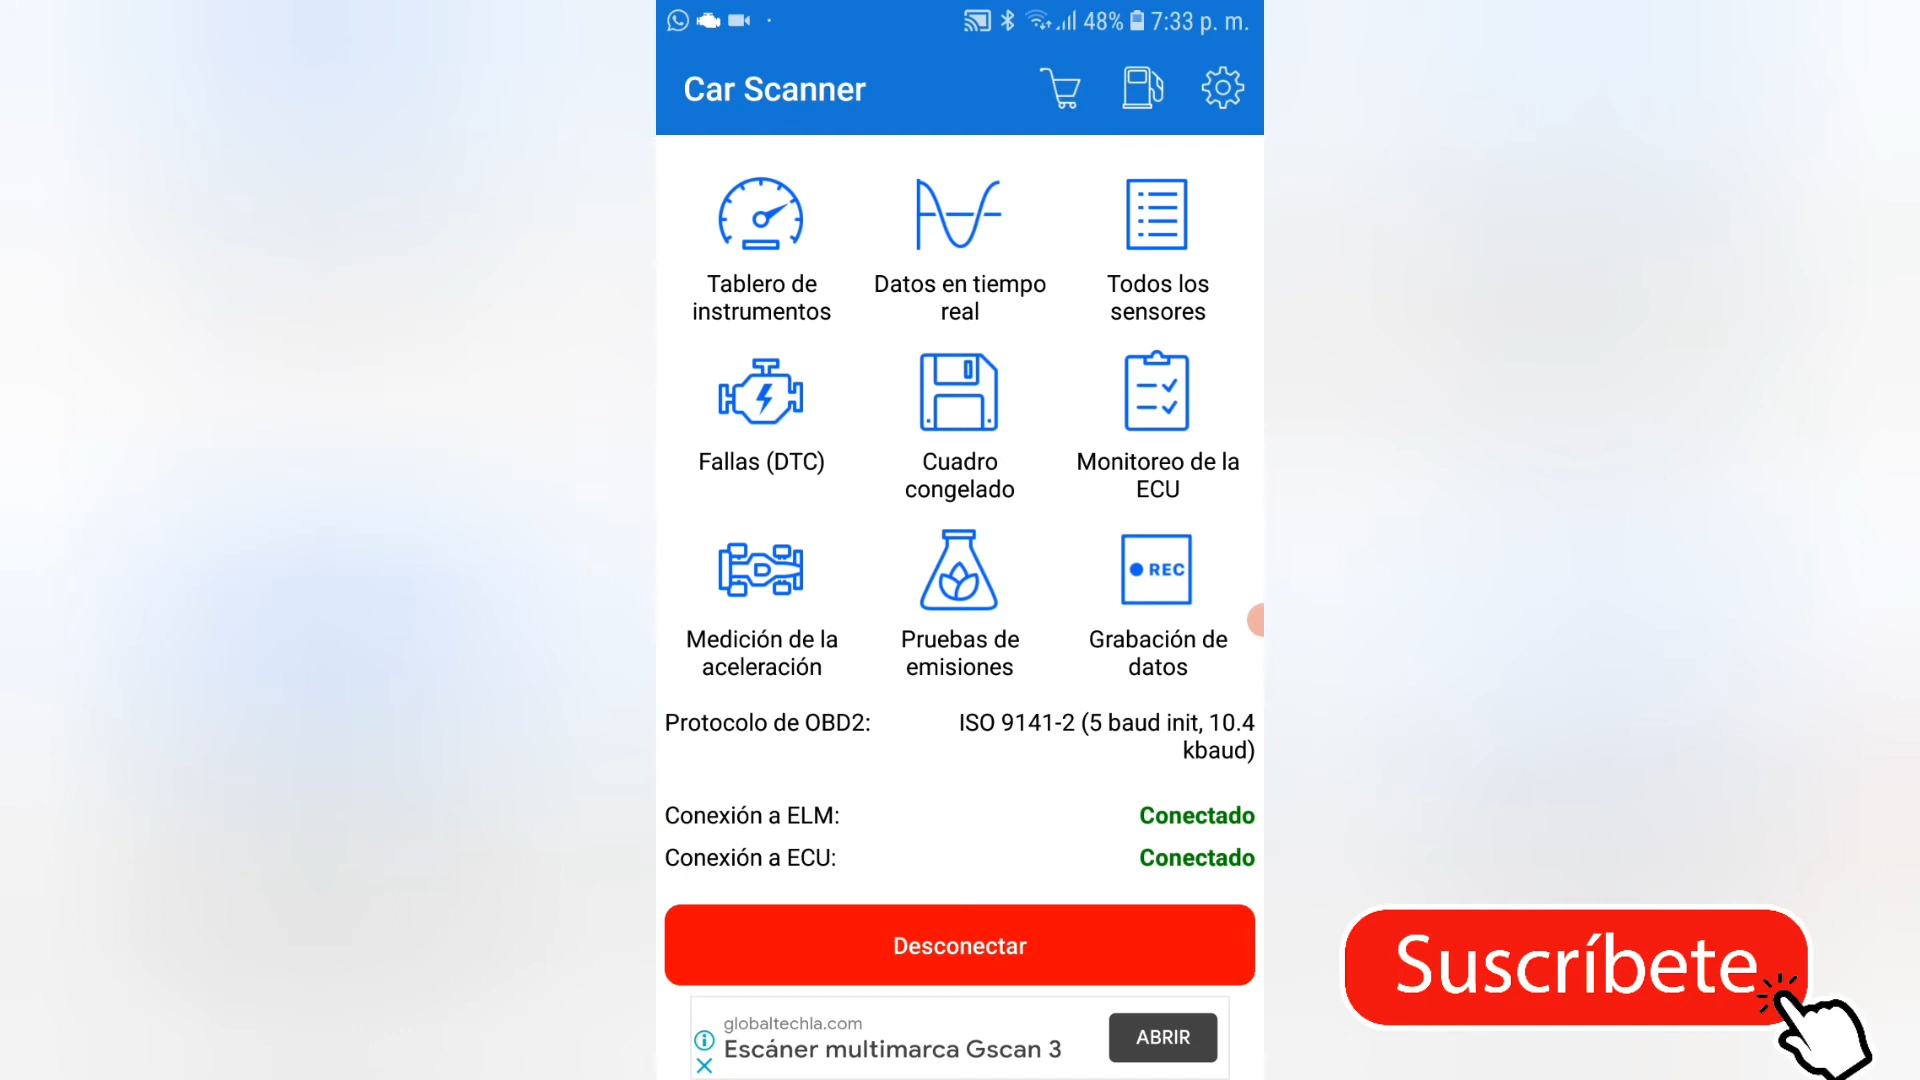 48% 7:33 p. m.
Car Scanner
Tablero de
instrumentos
Datos en tiempo
real
Todos los
sensores
Fallas (DTC)
Cuadro
congelado
Monitoreo de la
ECU
REC
Medición de la
aceleración
Pruebas de
emisiones
Grabación de
datos
Protocolo de OBD2:
ISO 9141-2 (5 baud init, 10.4
kbaud)
Conexión a ELM:
Conectado
Conexión a ECU:
Conectado
Desconectar
globaltechla.com
Escáner multimarca Gscan 3
ABRIR
Suscríbete